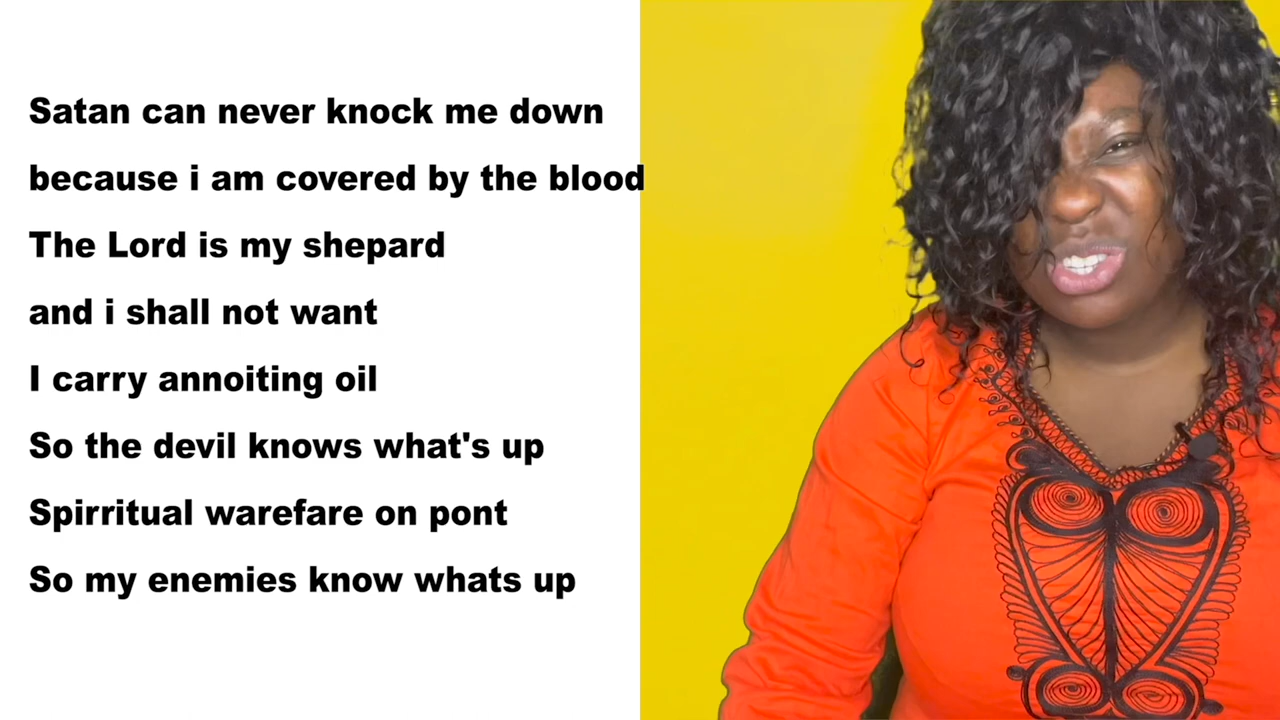 Satan can never knock me down
because i am covered by the blood
The Lord is my shepard
and i shall not want
I carry annoiting oil
So the devil knows what's up
Spirritual warefare on pont
So my enemies know whats up